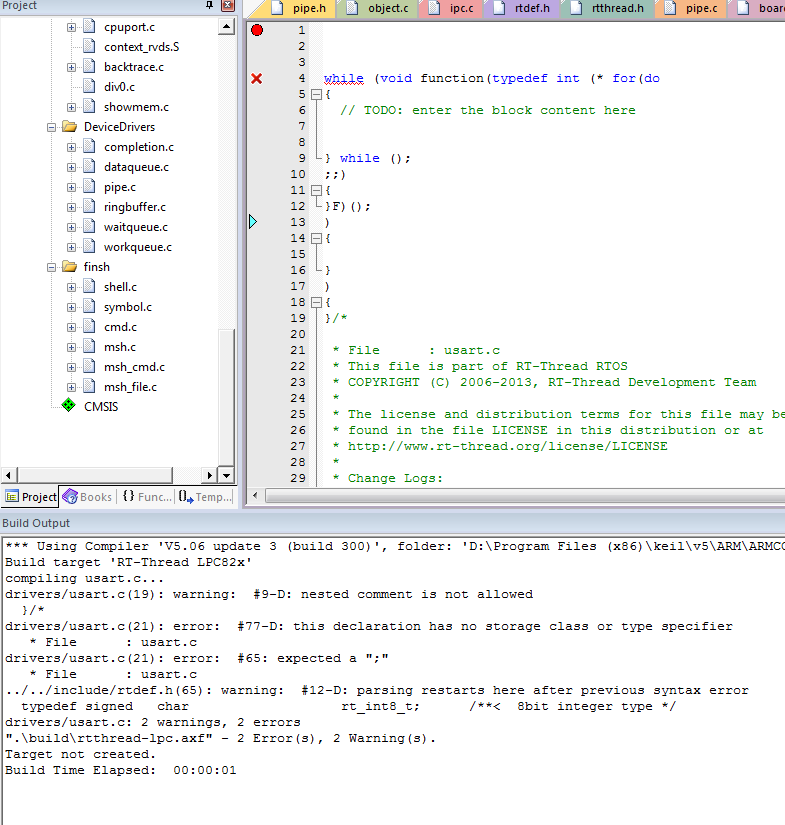 Project
cpuport.c
context_rvds.S
backtrace.c
div0.c
showmem.c
DeviceDrivers
completion.c
dataqueue.c
pipe.c
ringbuffer.c
waitqueue.c
workqueue.c
finsh
shell.c
symbol.c
cmd.c
msh.c
msh_cmd.c
msh_file.c
CMSIS
Project Books {} Func... Temp...
pipe.h object.c ipc.c rtdef.h rtthread.h pipe.c boar
1
2
3
4 while (void function(typedef int (* for(do
5 {
6 // TODO: enter the block content here
7
8
9 } while ();
10 ;;)
11 {
12 }F)();
13 )
14 {
15
16 }
17 )
18 {
19 }/*
20
21 * File : usart.c
22 * This file is part of RT-Thread RTOS
23 * COPYRIGHT (C) 2006-2013, RT-Thread Development Team
24 *
25 * The license and distribution terms for this file may be
26 * found in the file LICENSE in this distribution or at
27 * http://www.rt-thread.org/license/LICENSE
28 *
29 * Change Logs:
Build Output
*** Using Compiler 'V5.06 update 3 (build 300)', folder: 'D:\Program Files (x86)\keil\v5\ARM\ARMCC
Build target 'RT-Thread LPC82x'
compiling usart.c...
drivers/usart.c(19): warning: #9-D: nested comment is not allowed
}/*
drivers/usart.c(21): error: #77-D: this declaration has no storage class or type specifier
* File : usart.c
drivers/usart.c(21): error: #65: expected a ";"
* File : usart.c
../../include/rtdef.h(65): warning: #12-D: parsing restarts here after previous syntax error
typedef signed char rt_int8_t; /**< 8bit integer type */
drivers/usart.c: 2 warnings, 2 errors
".\build\rtthread-lpc.axf" - 2 Error(s), 2 Warning(s).
Target not created.
Build Time Elapsed: 00:00:01